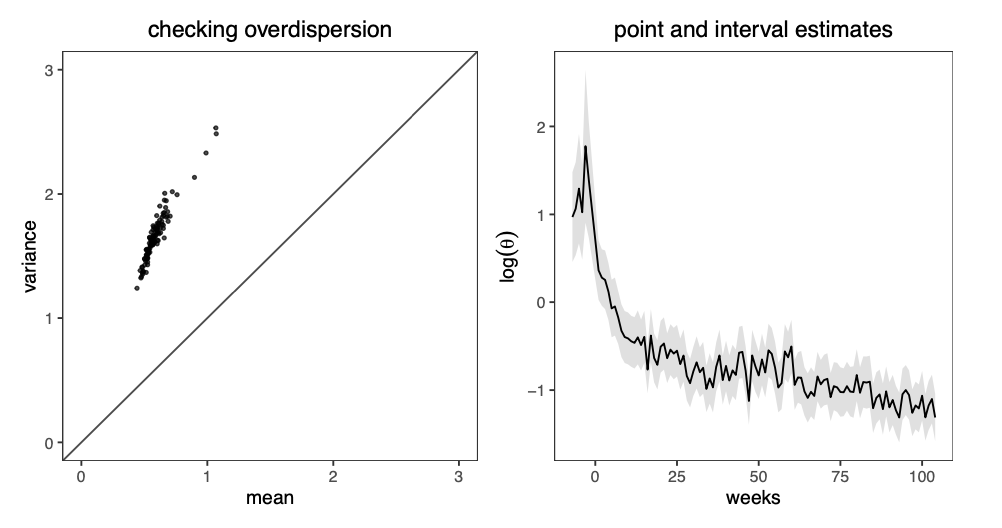 checking overdispersion
3
2
1
0
variance
0
1
2
3
mean
point and interval estimates
2
1
0
−1
log(θ)
0
25
50
75
100
weeks